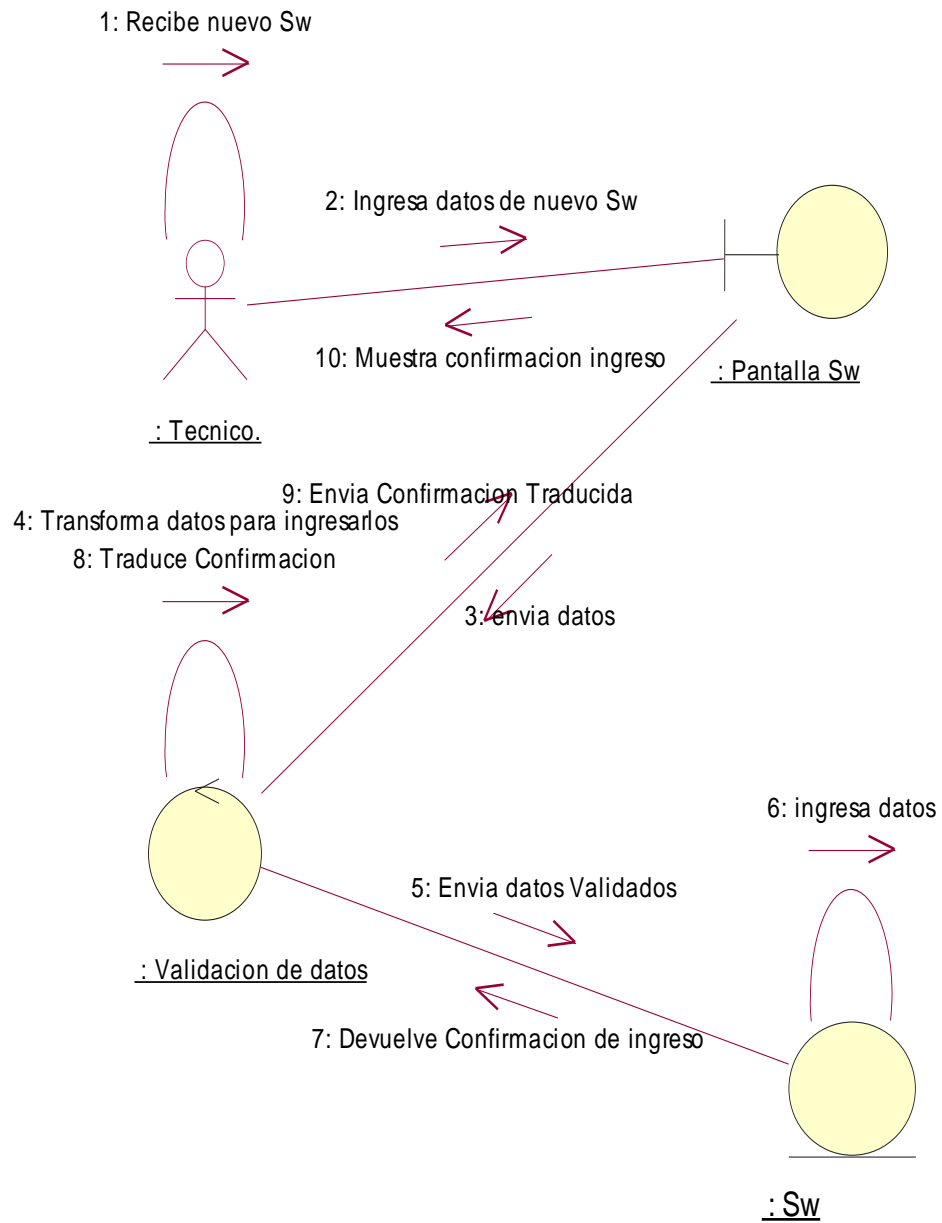 1: Recibe nuevo Sw
2: Ingresa datos de nuevo Sw
10: Muestra confirmacion ingreso
: Pantalla Sw
: Tecnico.
9: Envia Confirmacion Traducida
4: Transforma datos para ingresarlos
8: Traduce Confirmacion
3: envia datos
6: ingresa datos
5: Envia datos Validados
: Validacion de datos
7: Devuelve Confirmacion de ingreso
: Sw